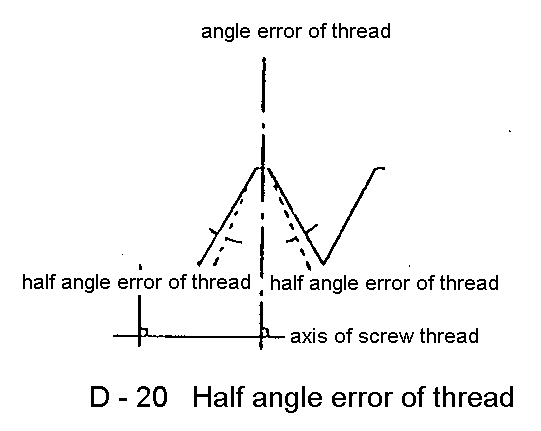 angle error of thread
half angle error of thread half angle error of thread
axis of screw thread
D - 20 Half angle error of thread